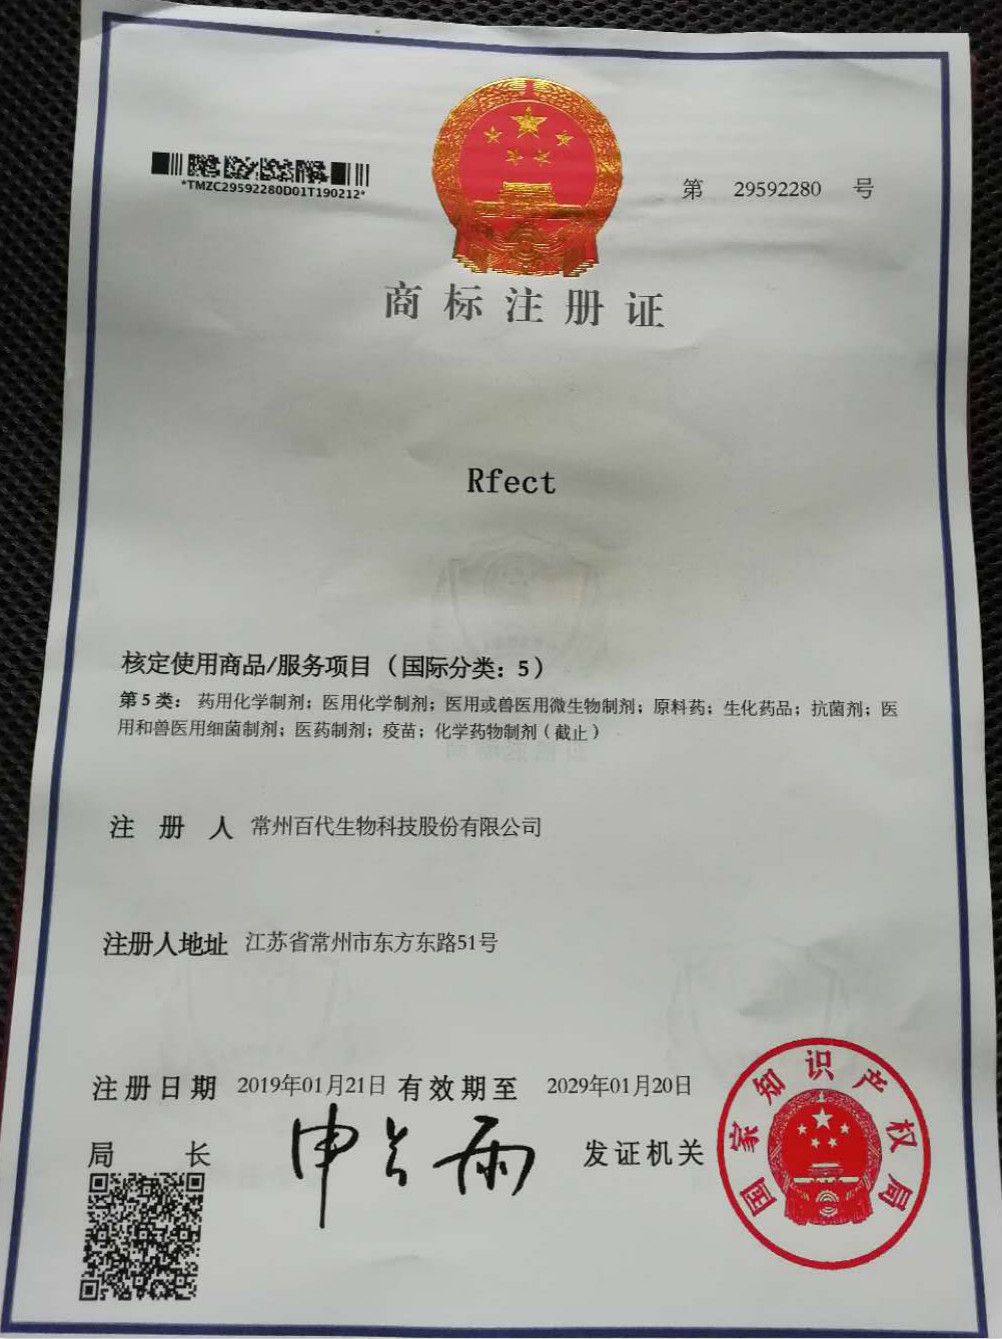 *TMZC29592280D01T190212*
第 29592280 号
商标注册证
Rfect
核定使用商品/服务项目（国际分类：5）
第5类：药用化学制剂；医用化学制剂；医用或兽医用微生物制剂；原料药；生化药品；抗菌剂；医
用和兽医用细菌制剂；医药制剂；疫苗；化学药物制剂（截止）
注册人 常州百代生物科技股份有限公司
注册人地址 江苏省常州市东方东路51号
注册日期 2019年01月21日 有效期至 2029年01月20日
局长 申长雨 发证机关
国家知识产权局